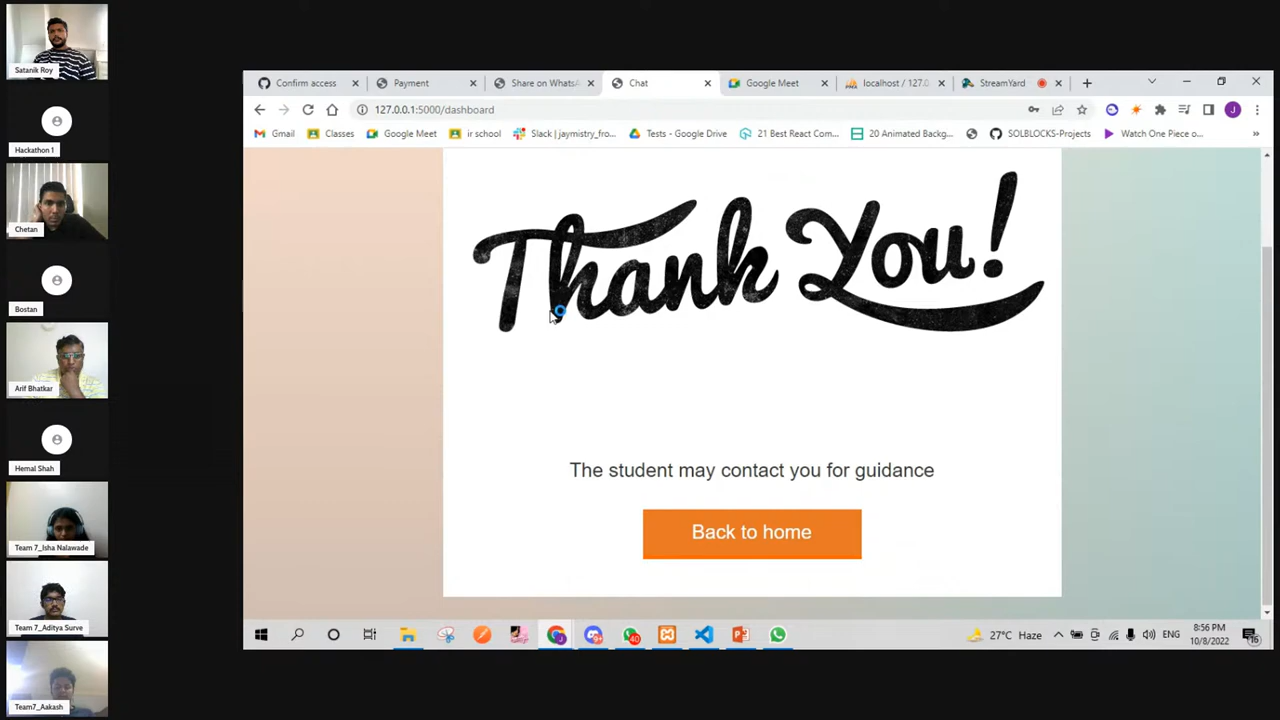 Satanik Roy
Hackathon 1
Chetan
Bostan
Arif Bhatkar
Hemal Shah
Team 7_Isha Nalawade
Team 7_Aditya Surve
Team7_Aakash
Confirm access
Payment
Share on WhatsA
Chat
Google Meet
localhost / 127.0
StreamYard
127.0.0.1:5000/dashboard
J
Gmail
Classes
Google Meet
ir school
Slack | jaymistry_fro...
Tests - Google Drive
21 Best React Com...
20 Animated Backg...
SOLBLOCKS-Projects
Watch One Piece o...
Thank You!
The student may contact you for guidance
Back to home
40
27°C Haze
ENG
8:56 PM
10/8/2022